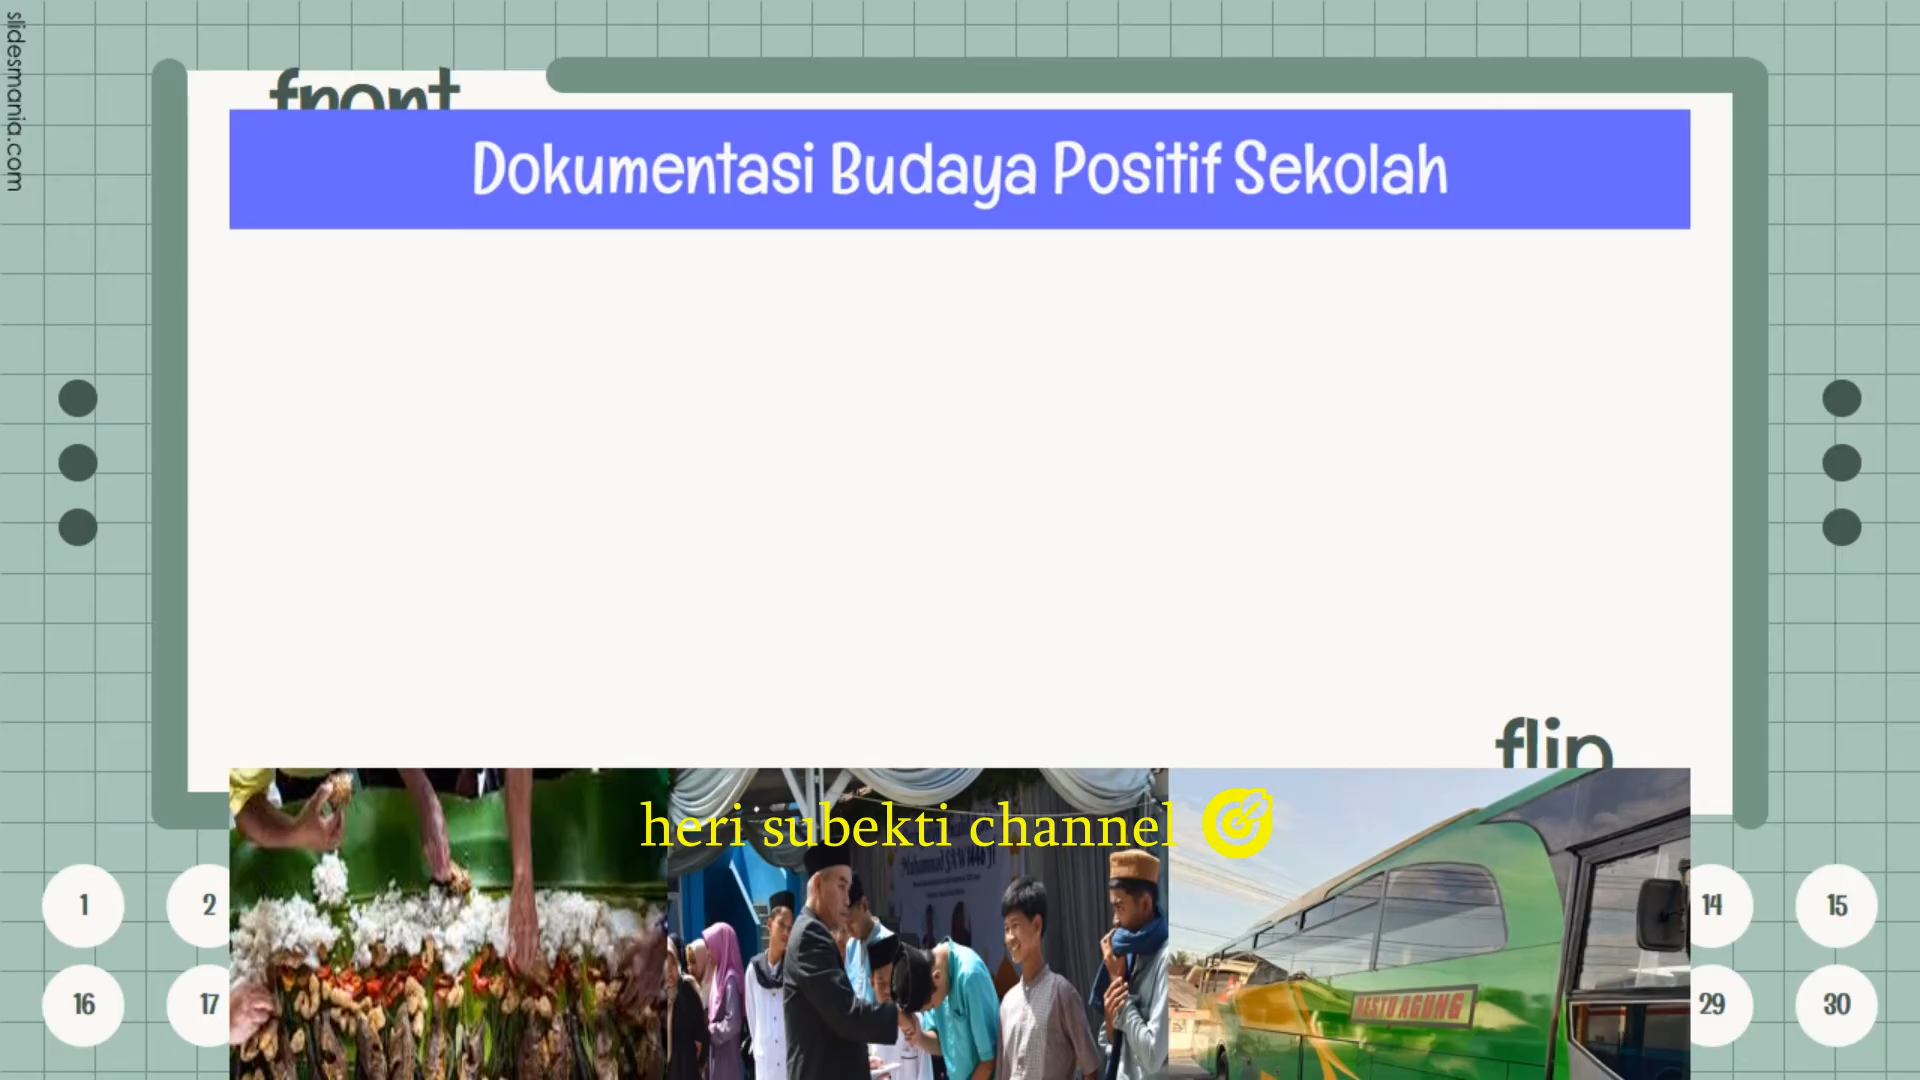 slidesmania.com
front
Dokumentasi Budaya Positif Sekolah
flip
heri subekti channel
RESTU AGUNG
1
2
14
15
16
17
29
30